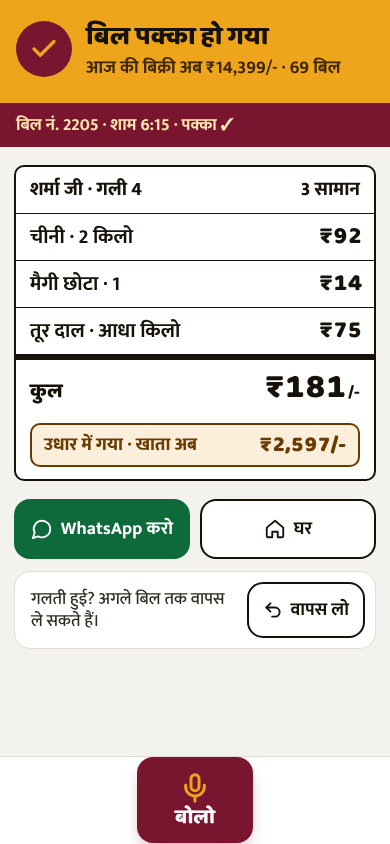 बिल पक्का हो गया
आज की बिक्री अब ₹14,399/- · 69 बिल
बिल नं. 2205 · शाम 6:15 · पक्का ✓
शर्मा जी · गली 4 3 सामान
चीनी · 2 किलो ₹92
मैगी छोटा · 1 ₹14
तूर दाल · आधा किलो ₹75
कुल ₹181/-
उधार में गया · खाता अब ₹2,597/-
WhatsApp करो घर
गलती हुई? अगले बिल तक वापस
ले सकते हैं।
वापस लो
बोलो